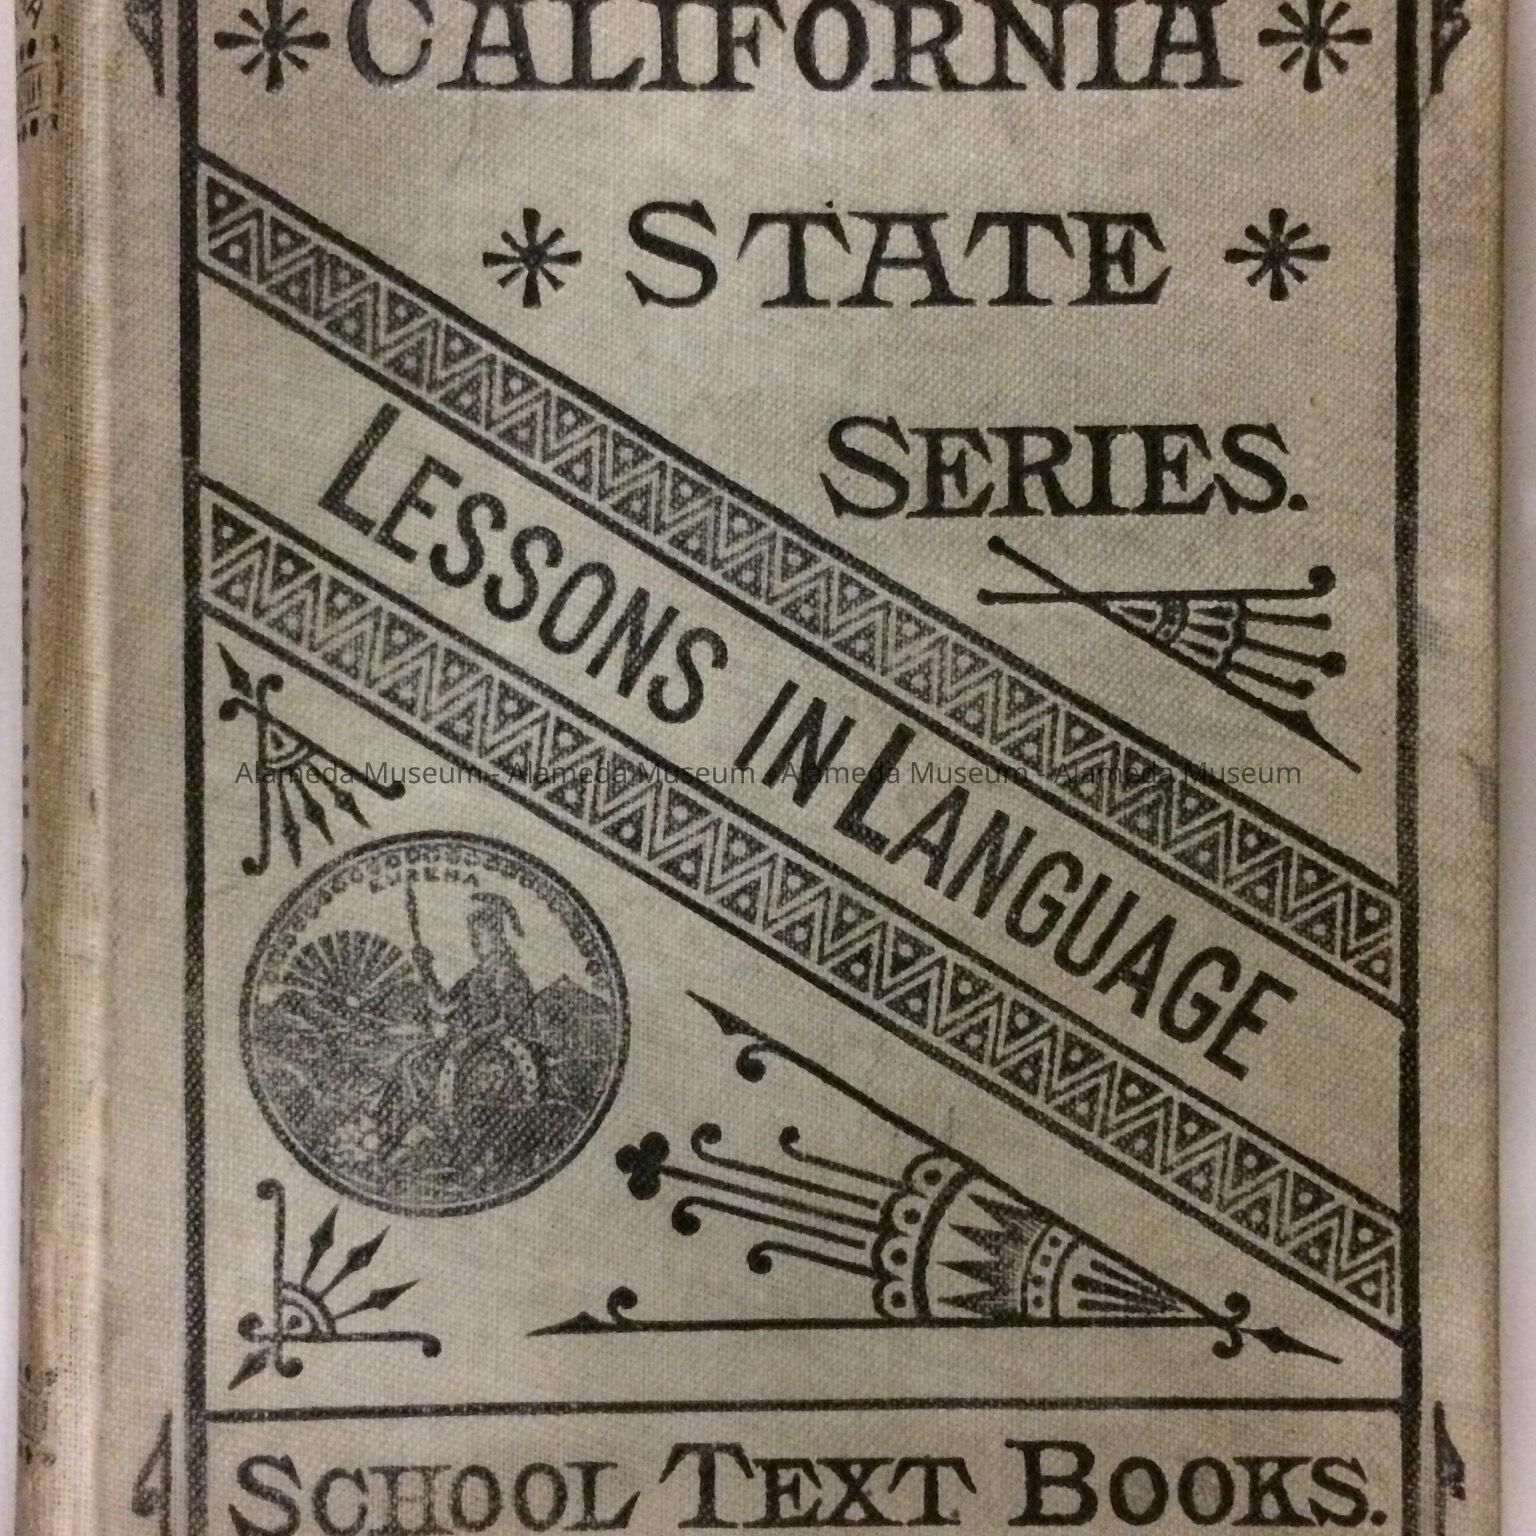 CALIFORNIA
STATE
SERIES.
LESSONS IN LANGUAGE
Alameda Museum - Alameda Museum - Alameda Museum - Alameda Museum
EUREKA
SCHOOL TEXT BOOKS.